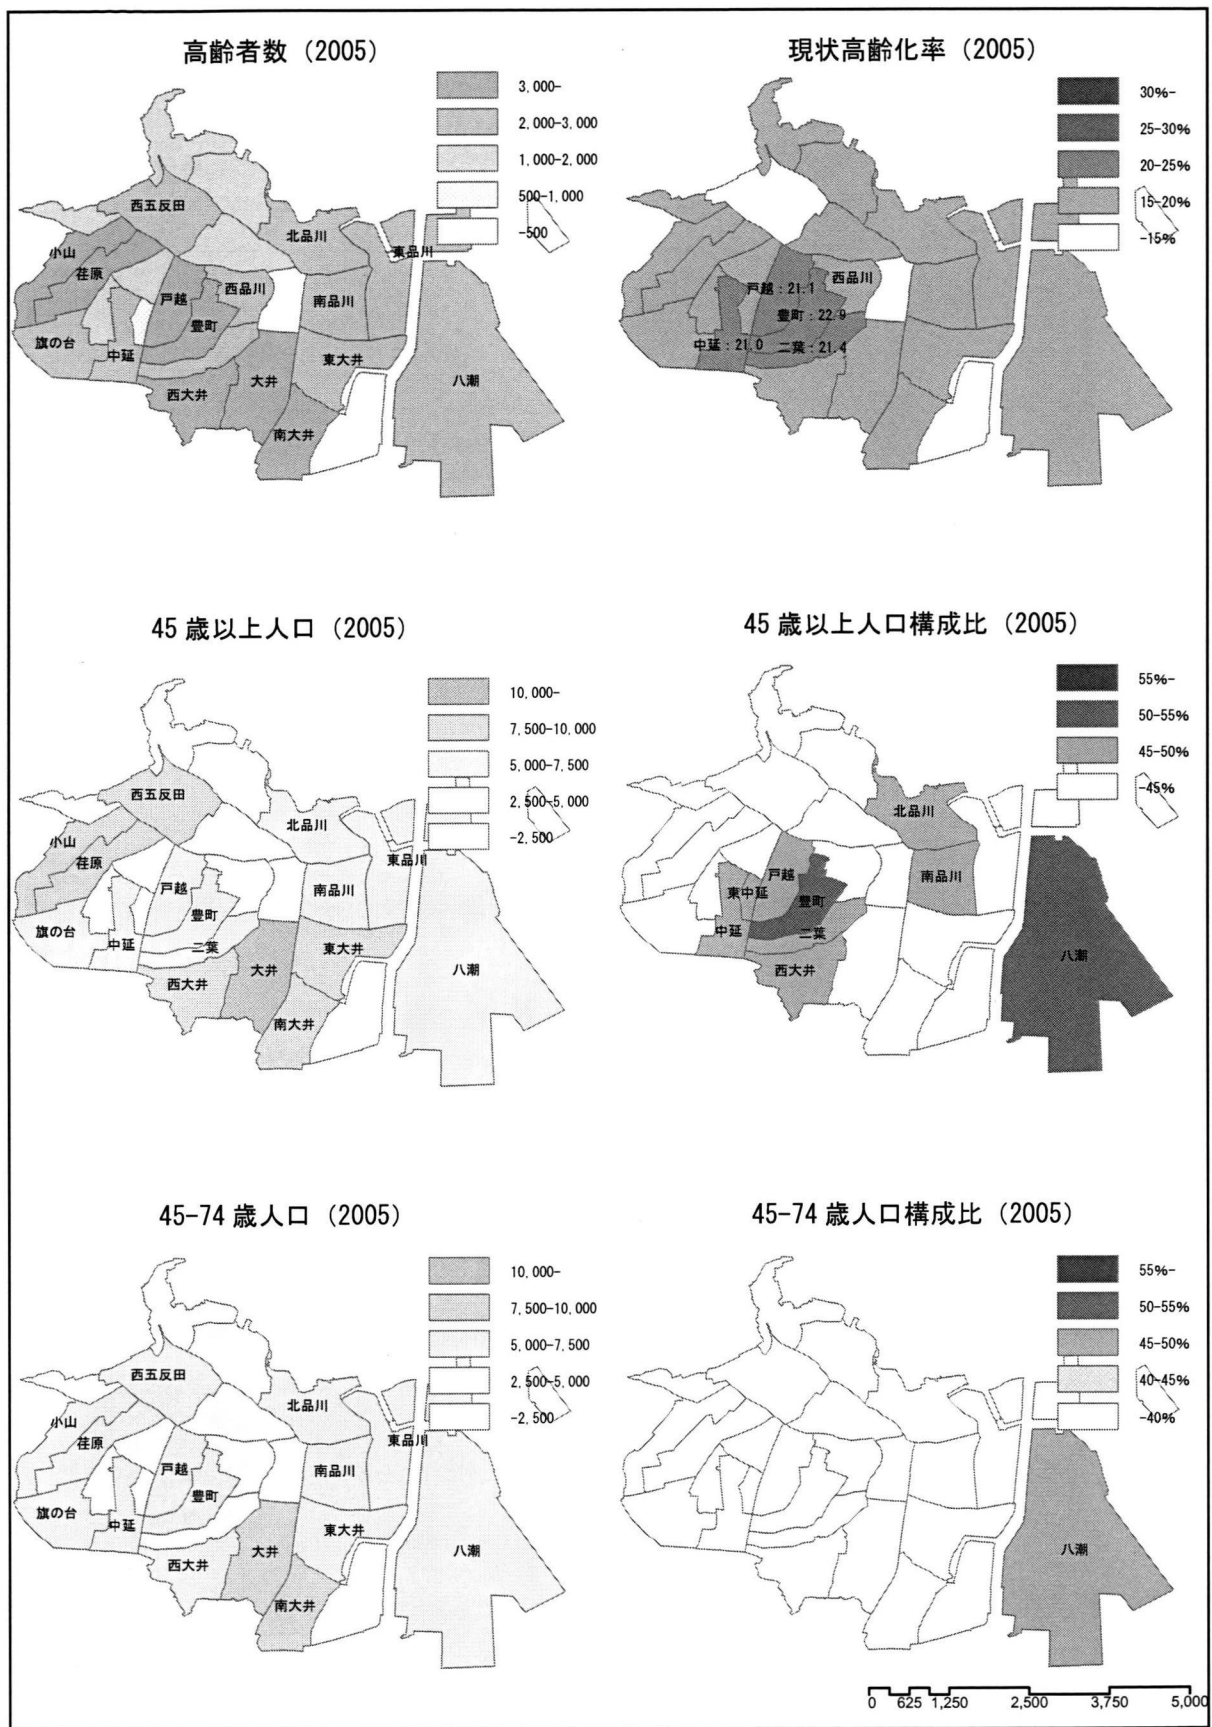 高齢者数（2005）
3,000-
2,000-3,000
1,000-2,000
500-1,000
-500
西五反田
北品川
東品川
小山
荏原
戸越
西品川
南品川
豊町
旗の台
中延
東大井
大井
西大井
八潮
南大井
現状高齢化率（2005）
30%-
25-30%
20-25%
15-20%
-15%
西品川
戸越：21.1
豊町：22.9
中延：21.0
二葉：21.4
45歳以上人口（2005）
10,000-
7,500-10,000
5,000-7,500
2,500-5,000
-2,500
西五反田
北品川
小山
荏原
東品川
戸越
南品川
豊町
旗の台
中延
二葉
東大井
大井
八潮
西大井
南大井
45歳以上人口構成比（2005）
55%-
50-55%
45-50%
-45%
北品川
戸越
南品川
東中延
豊町
中延
二葉
西大井
八潮
45-74歳人口（2005）
10,000-
7,500-10,000
5,000-7,500
2,500-5,000
-2,500
西五反田
北品川
小山
荏原
東品川
戸越
南品川
豊町
旗の台
中延
東大井
大井
八潮
西大井
南大井
45-74歳人口構成比（2005）
55%-
50-55%
45-50%
40-45%
-40%
八潮
0 625 1,250 2,500 3,750 5,000